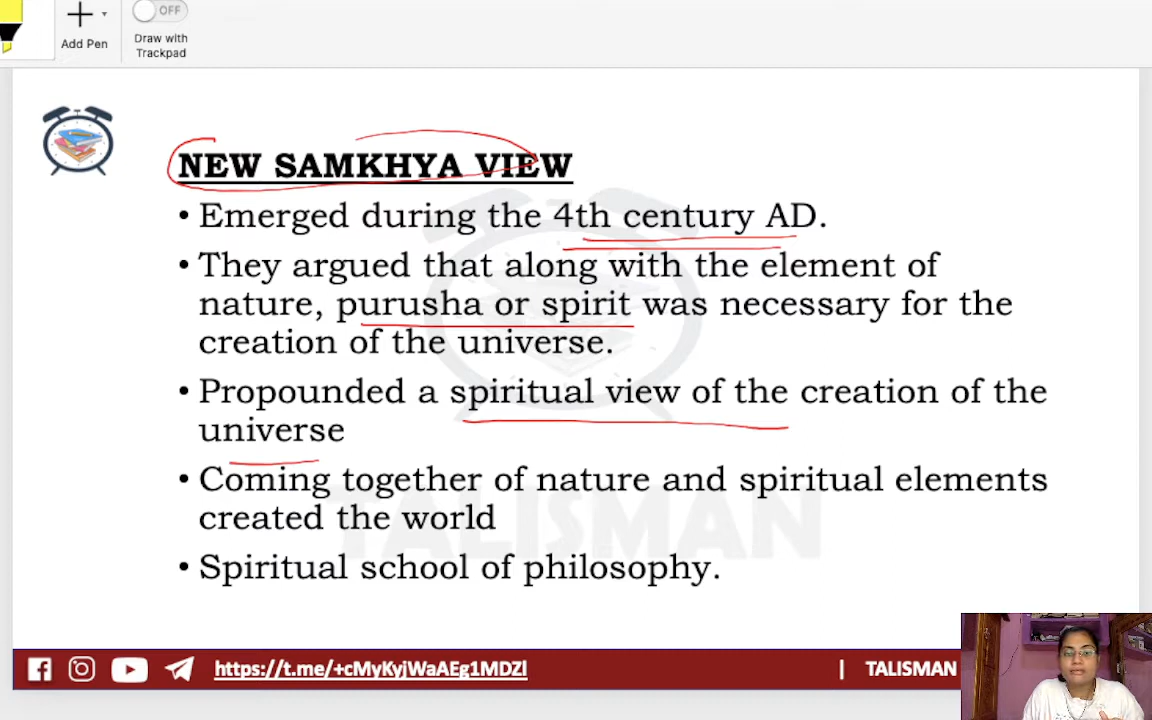 OFF
Add Pen
Draw with
Trackpad
NEW SAMKHYA VIEW
• Emerged during the 4th century AD.
• They argued that along with the element of
nature, purusha or spirit was necessary for the
creation of the universe.
• Propounded a spiritual view of the creation of the
universe
• Coming together of nature and spiritual elements
created the world
• Spiritual school of philosophy.
TALISMAN
https://t.me/+cMyKyjWaAEg1MDZl
| TALISMAN